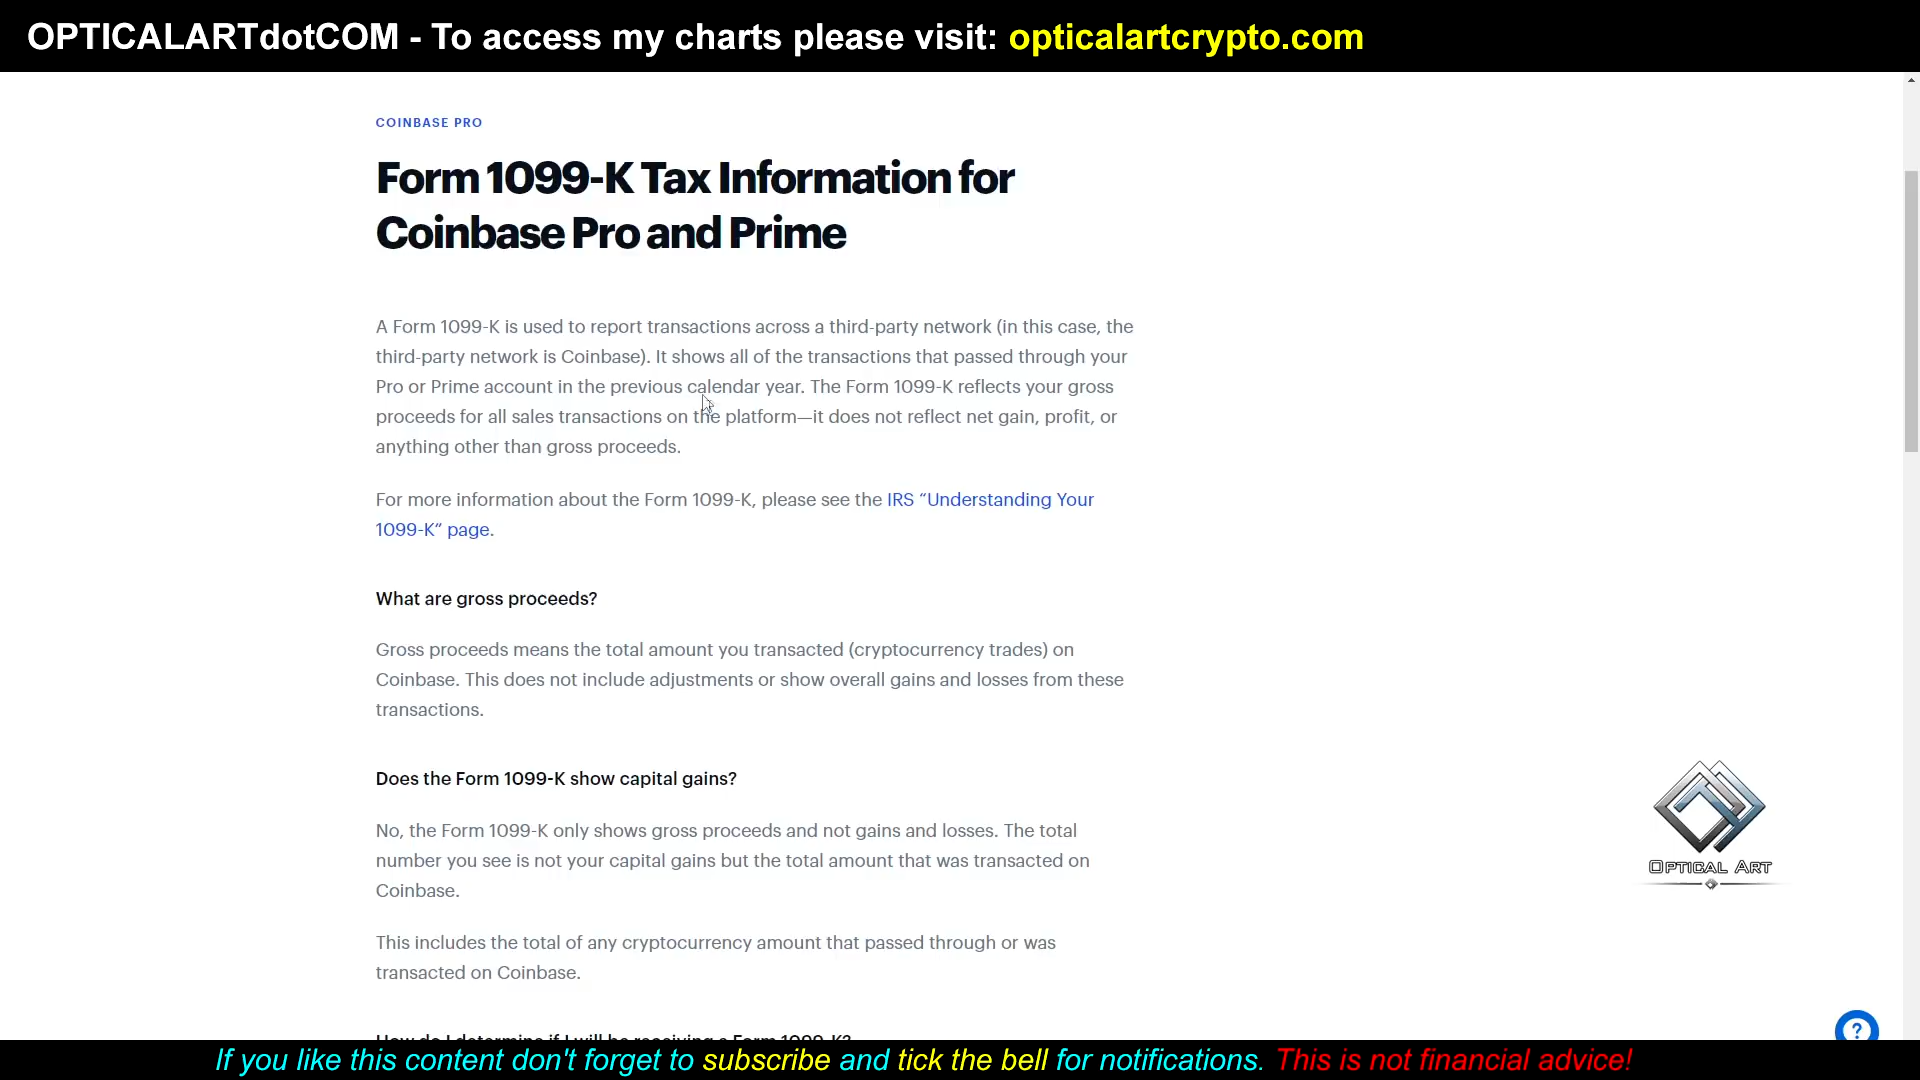 OPTICALARTdotCOM - To access my charts please visit: opticalartcrypto.com
COINBASE PRO
Form 1099-K Tax Information for
Coinbase Pro and Prime
A Form 1099-K is used to report transactions across a third-party network (in this case, the
third-party network is Coinbase). It shows all of the transactions that passed through your
Pro or Prime account in the previous calendar year. The Form 1099-K reflects your gross
proceeds for all sales transactions on the platform—it does not reflect net gain, profit, or
anything other than gross proceeds.
For more information about the Form 1099-K, please see the IRS “Understanding Your
1099-K” page.
What are gross proceeds?
Gross proceeds means the total amount you transacted (cryptocurrency trades) on
Coinbase. This does not include adjustments or show overall gains and losses from these
transactions.
Does the Form 1099-K show capital gains?
No, the Form 1099-K only shows gross proceeds and not gains and losses. The total
number you see is not your capital gains but the total amount that was transacted on
Coinbase.
OPTICAL ART
This includes the total of any cryptocurrency amount that passed through or was
transacted on Coinbase.
How do I determine if I will be receiving a Form 1099-K?
?
If you like this content don't forget to subscribe and tick the bell for notifications. This is not financial advice!